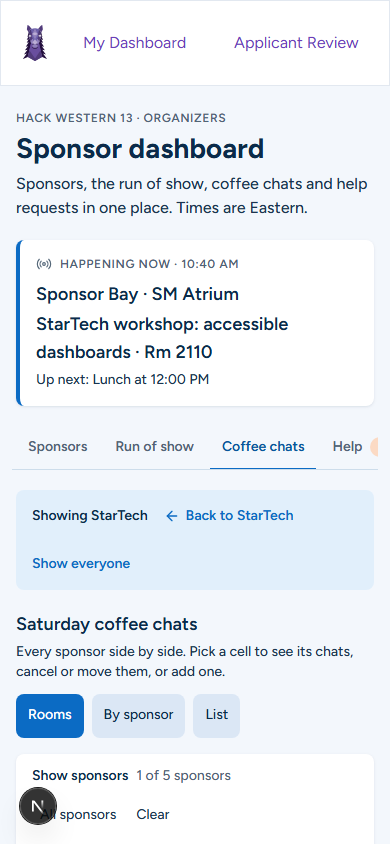 My Dashboard
Applicant Review
HACK WESTERN 13 · ORGANIZERS
Sponsor dashboard
Sponsors, the run of show, coffee chats and help
requests in one place. Times are Eastern.
HAPPENING NOW · 10:40 AM
Sponsor Bay · SM Atrium
StarTech workshop: accessible
dashboards · Rm 2110
Up next: Lunch at 12:00 PM
Sponsors
Run of show
Coffee chats
Help
Showing StarTech
← Back to StarTech
Show everyone
Saturday coffee chats
Every sponsor side by side. Pick a cell to see its chats,
cancel or move them, or add one.
Rooms
By sponsor
List
Show sponsors 1 of 5 sponsors
N
sponsors
Clear